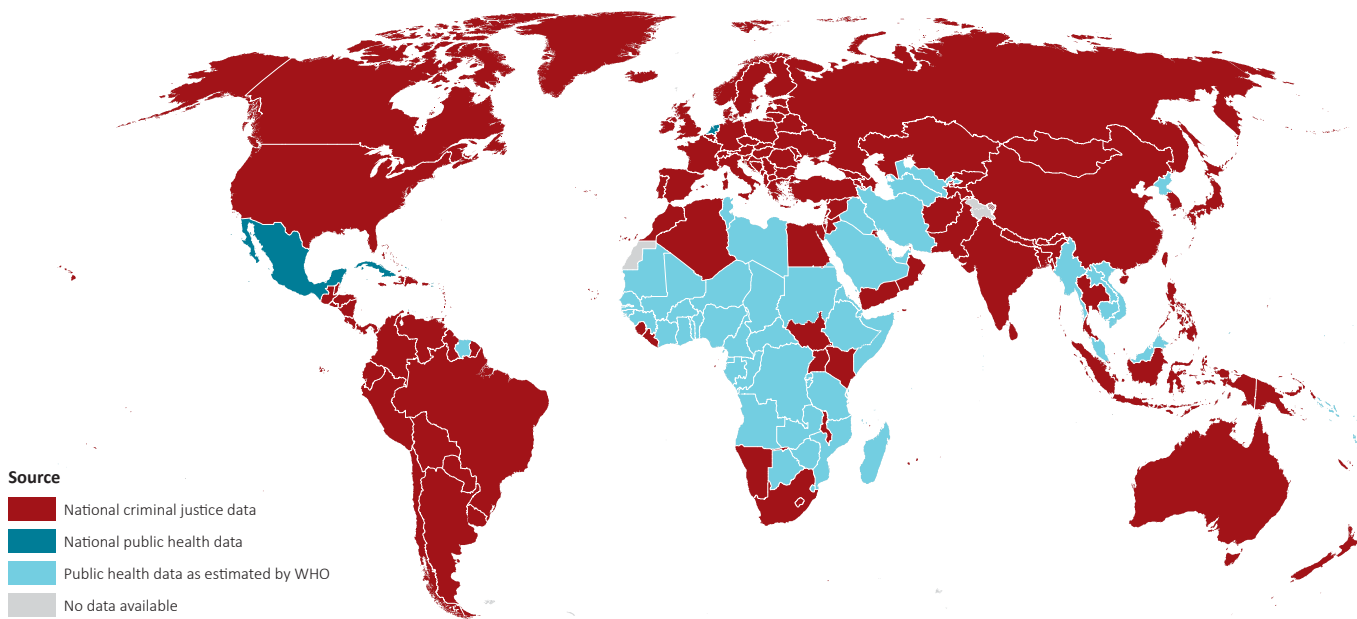 Source
National criminal justice data
National public health data
Public health data as estimated by WHO
No data available